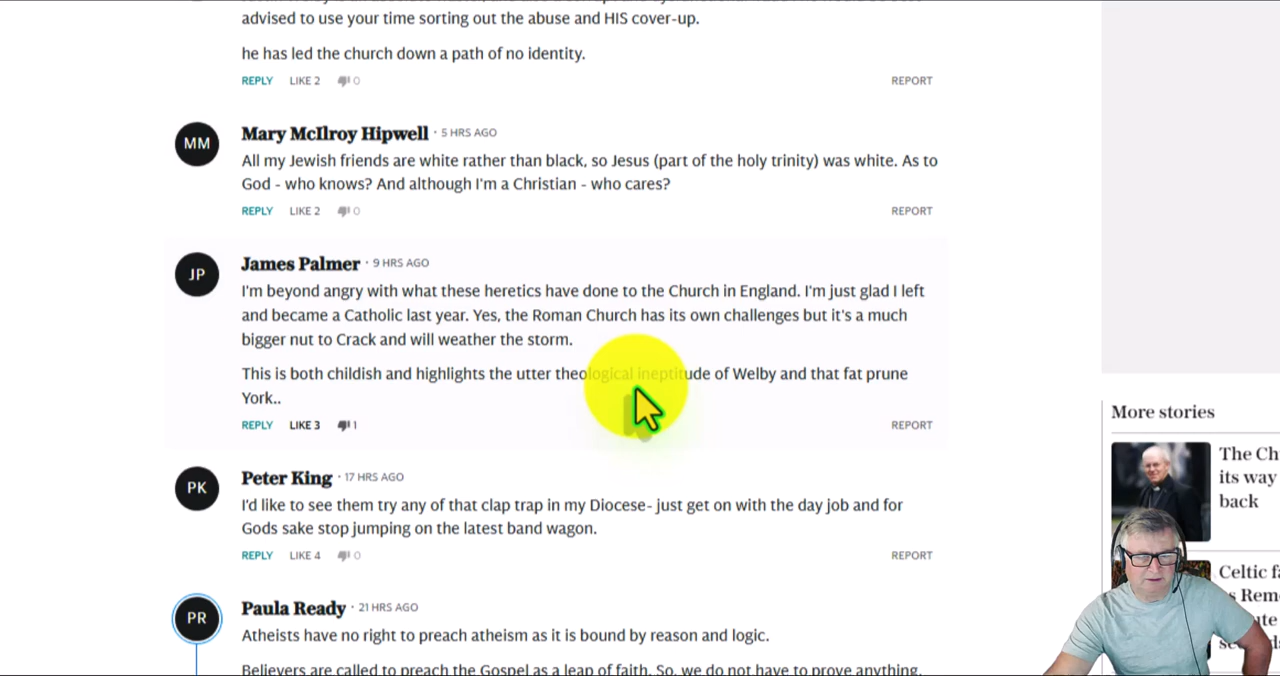 advised to use your time sorting out the abuse and HIS cover-up.
he has led the church down a path of no identity.
REPLY LIKE 2 0 REPORT
MM
Mary McIlroy Hipwell · 5 HRS AGO
All my Jewish friends are white rather than black, so Jesus (part of the holy trinity) was white. As to
God - who knows? And although I'm a Christian - who cares?
REPLY LIKE 2 0 REPORT
JP
James Palmer · 9 HRS AGO
I'm beyond angry with what these heretics have done to the Church in England. I'm just glad I left
and became a Catholic last year. Yes, the Roman Church has its own challenges but it's a much
bigger nut to Crack and will weather the storm.
This is both childish and highlights the utter theological ineptitude of Welby and that fat prune
York..
REPLY LIKE 3 1 REPORT
PK
Peter King · 17 HRS AGO
I'd like to see them try any of that clap trap in my Diocese- just get on with the day job and for
Gods sake stop jumping on the latest band wagon.
REPLY LIKE 4 0 REPORT
PR
Paula Ready · 21 HRS AGO
Atheists have no right to preach atheism as it is bound by reason and logic.
Believers are called to preach the Gospel as a leap of faith. So, we do not have to prove anything.
More stories
The Ch
its way
back
Celtic f